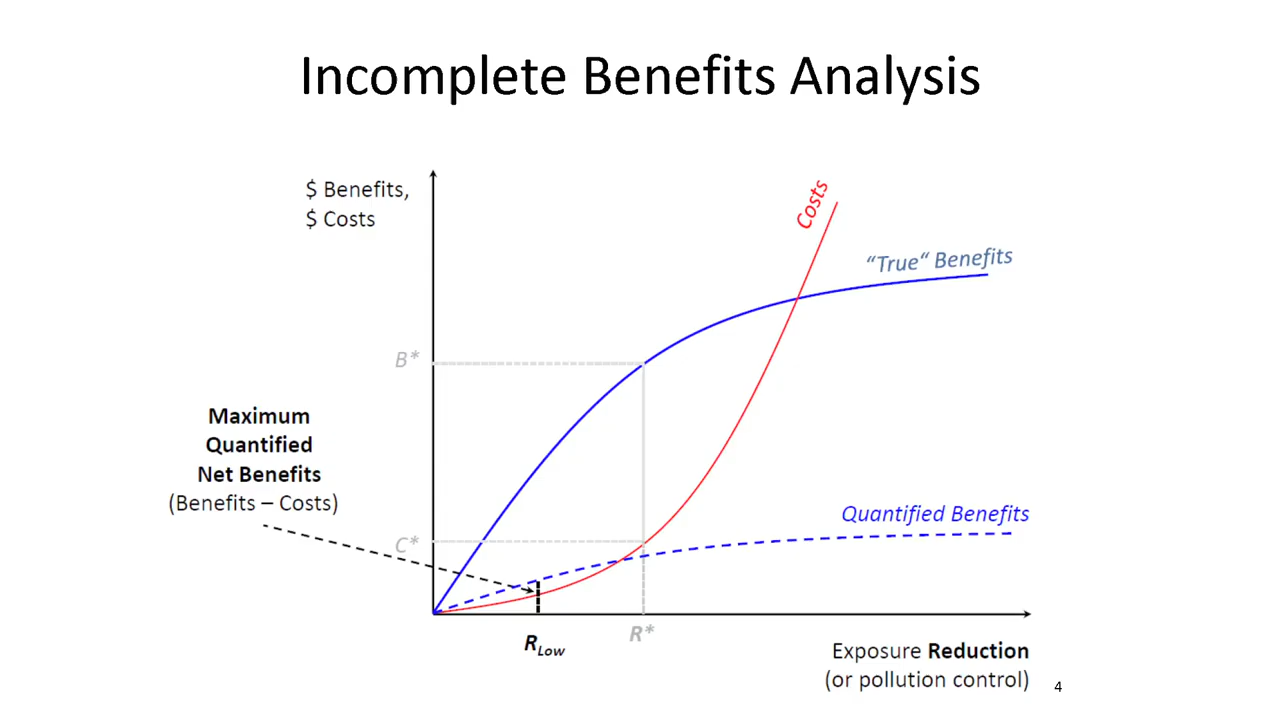 Incomplete Benefits Analysis
$ Benefits,
$ Costs
Costs
“True“ Benefits
B*
Maximum
Quantified
Net Benefits
(Benefits – Costs)
Quantified Benefits
C*
R*
RLow
Exposure Reduction
(or pollution control)
4